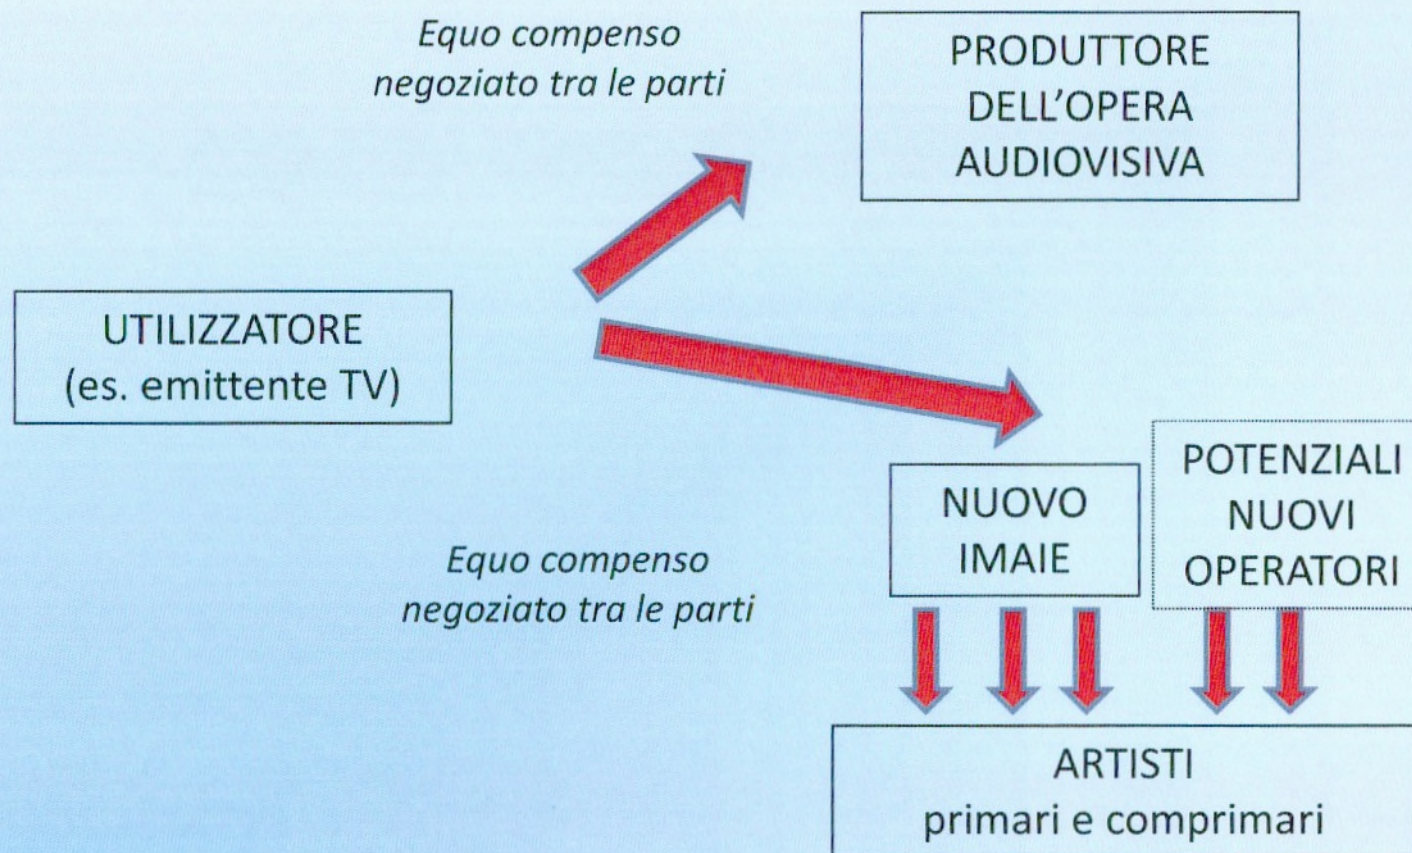 Equo compenso
negoziato tra le parti
PRODUTTORE
DELL’OPERA
AUDIOVISIVA
UTILIZZATORE
(es. emittente TV)
NUOVO
IMAIE
POTENZIALI
NUOVI
OPERATORI
Equo compenso
negoziato tra le parti
ARTISTI
primari e comprimari